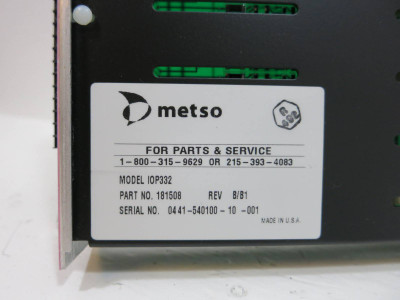 metso
FOR PARTS & SERVICE
1-800-315-9629 OR 215-393-4083
MODEL IOP332
PART NO. 181508 REV B/B1
SERIAL NO. 0441-540100-10-001
MADE IN U.S.A.